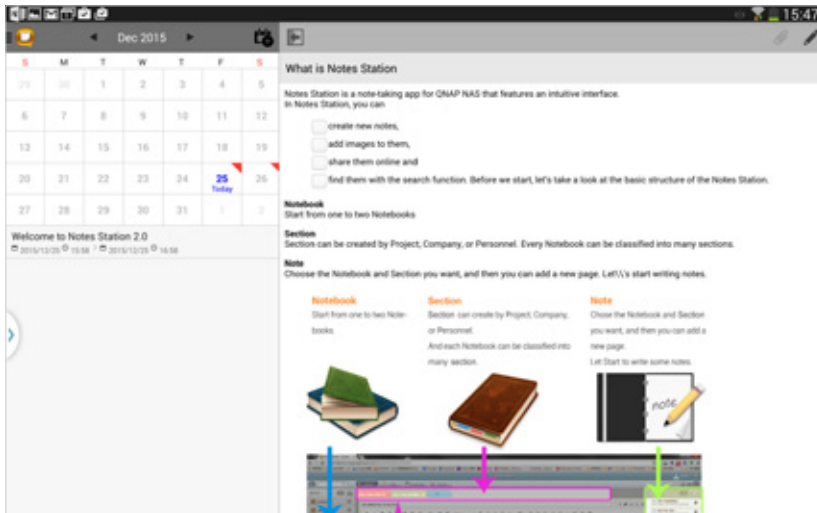 15:47
Dec 2015
S M T W T F S
29 30 1 2 3 4 5
6 7 8 9 10 11 12
13 14 15 16 17 18 19
20 21 22 23 24 25 26
Today
27 28 29 30 31 1 2
Welcome to Notes Station 2.0
2015/12/25 15:58 2015/12/25 16:58
What is Notes Station
Notes Station is a note-taking app for QNAP NAS that features an intuitive interface.
In Notes Station, you can
create new notes,
add images to them,
share them online and
find them with the search function. Before we start, let's take a look at the basic structure of the Notes Station.
Notebook
Start from one to two Notebooks
Section
Section can be created by Project, Company, or Personnel. Every Notebook can be classified into many sections.
Note
Choose the Notebook and Section you want, and then you can add a new page. Let\\'s start writing notes.
Notebook
Start from one to two Note-
books.
Section
Section can create by Project, Company,
or Personnel.
And each Notebook can be classified into
many section.
Note
Chose the Notebook and Section
you want, and then you can add a
new page.
Let Start to write some notes.
note